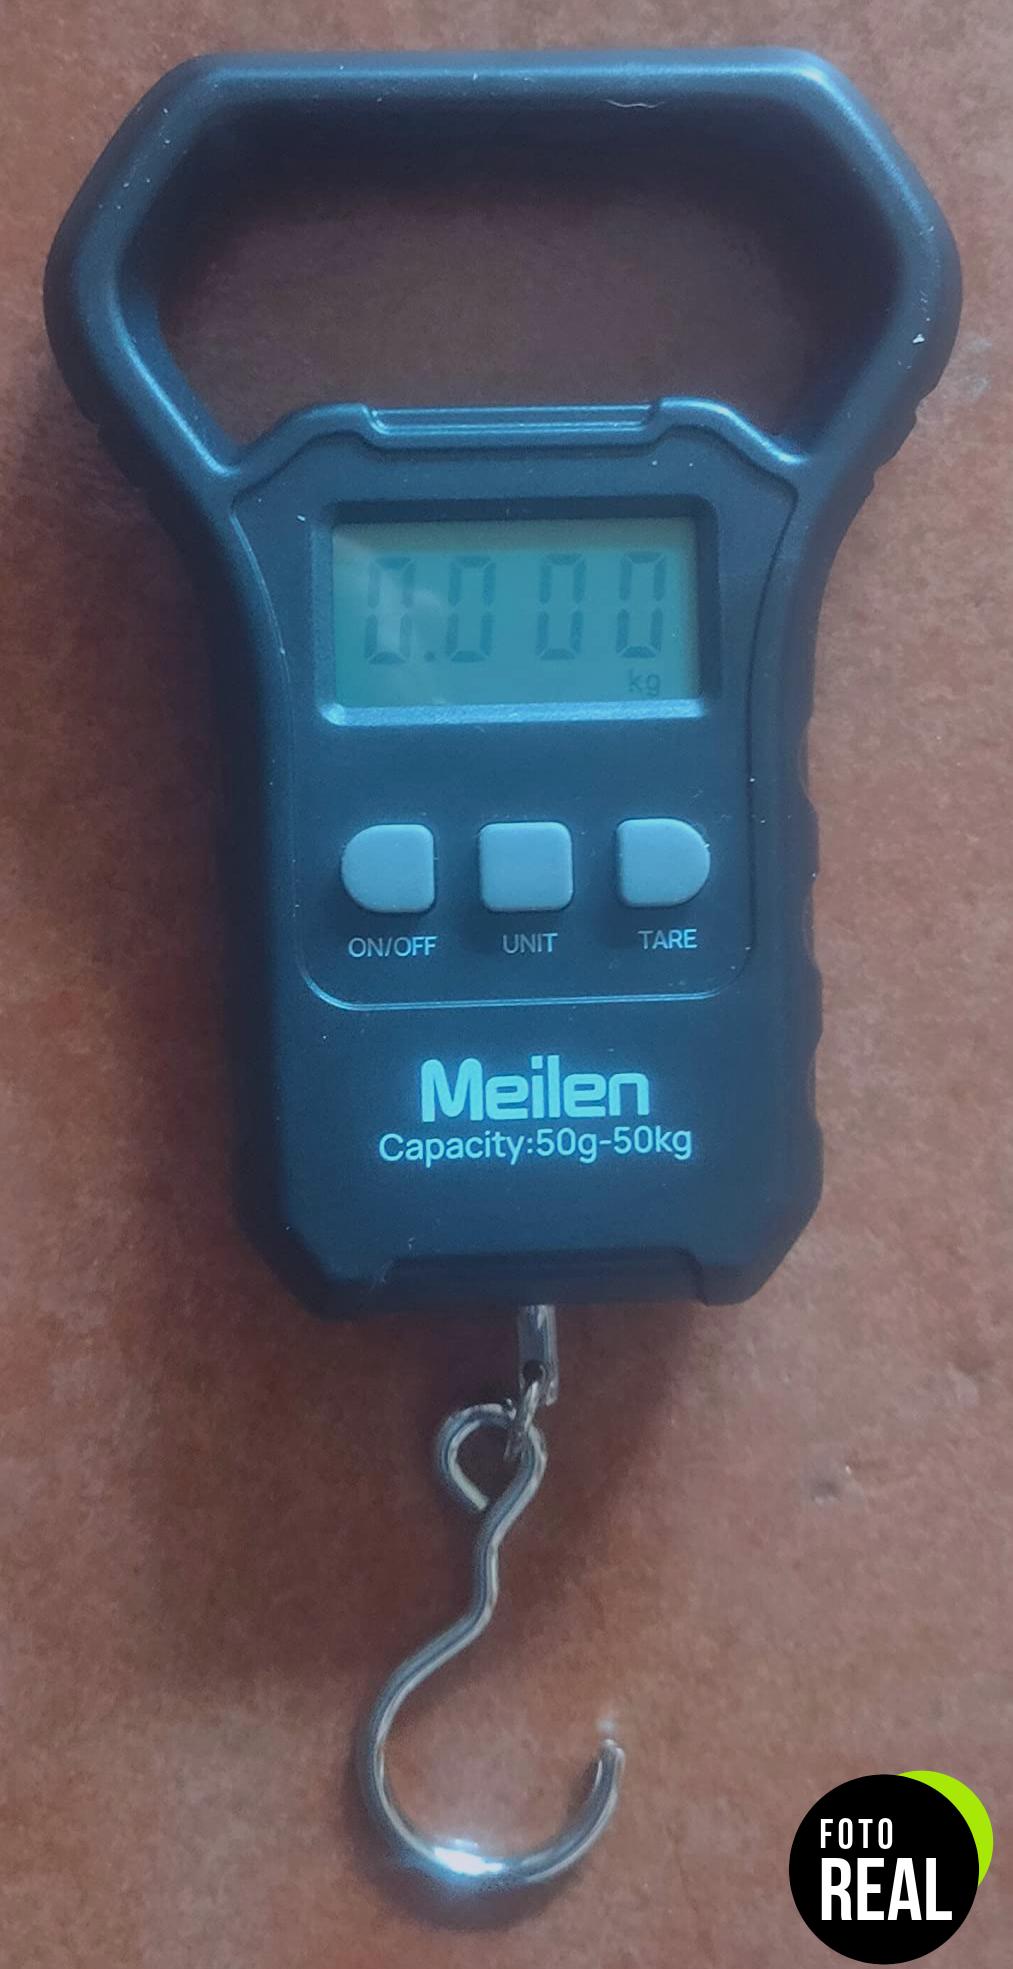 0.000
kg
ON/OFF UNIT TARE
Meilen
Capacity:50g-50kg
FOTO
REAL